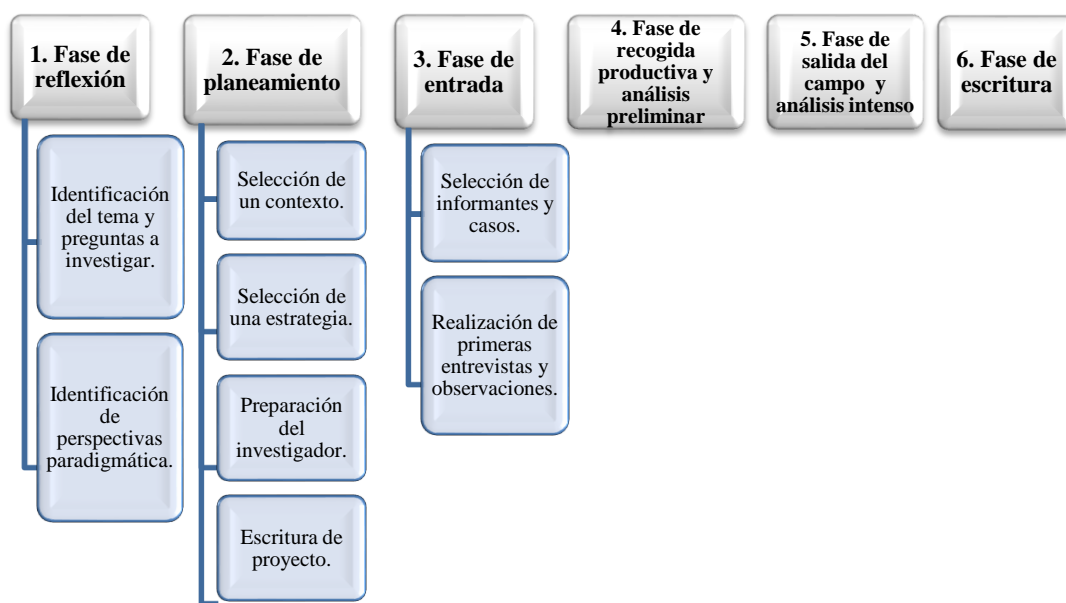 1. Fase de
reflexión
Identificación
del tema y
preguntas a
investigar.
Identificación
de
perspectivas
paradigmática.
2. Fase de
planeamiento
Selección de
un contexto.
Selección de
una estrategia.
Preparación
del
investigador.
Escritura de
proyecto.
3. Fase de
entrada
Selección de
informantes y
casos.
Realización de
primeras
entrevistas y
observaciones.
4. Fase de
recogida
productiva y
análisis
preliminar
5. Fase de
salida del
campo y
análisis intenso
6. Fase de
escritura